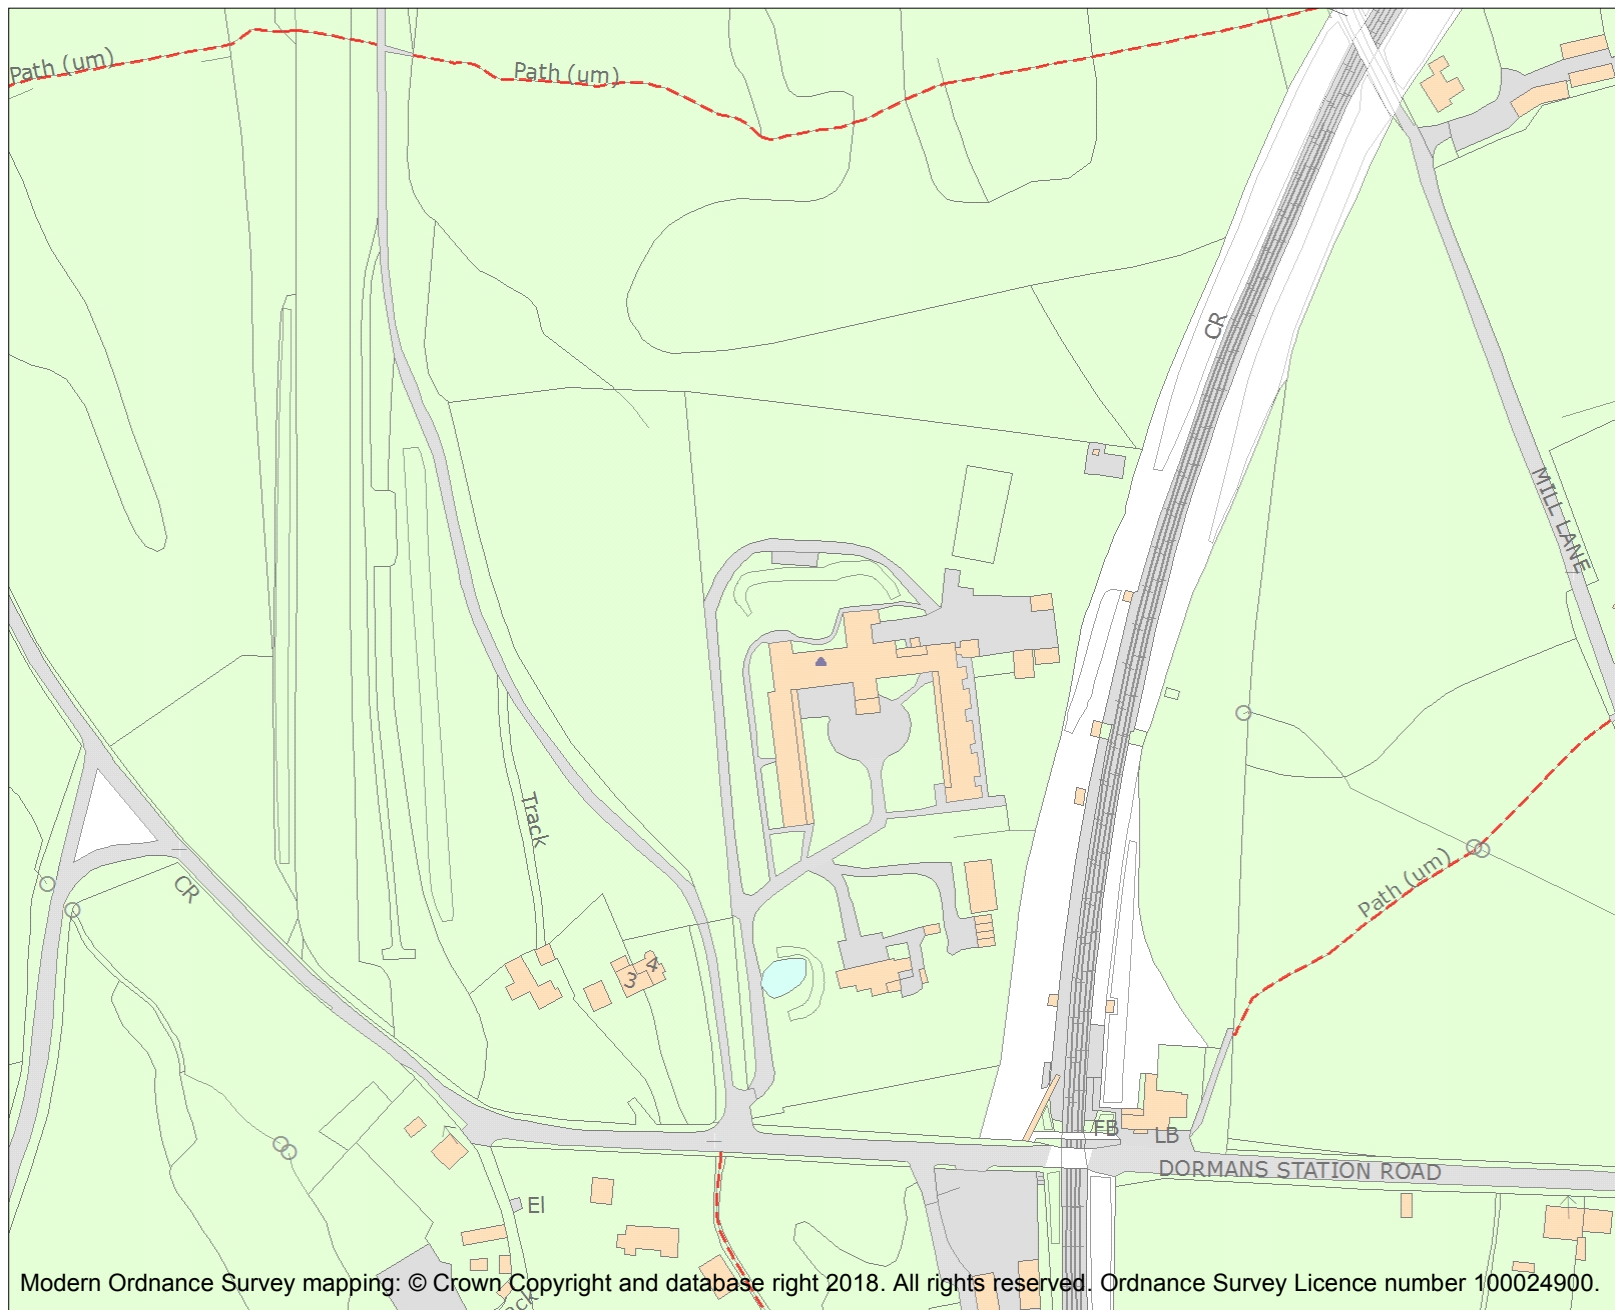 Path (um)
Path (um)
CR
MILL LANE
Track
CR
Path (um)
3
4
FB
LB
DORMANS STATION ROAD
El
Modern Ordnance Survey mapping: © Crown Copyright and database right 2018. All rights reserved. Ordnance Survey Licence number 100024900.